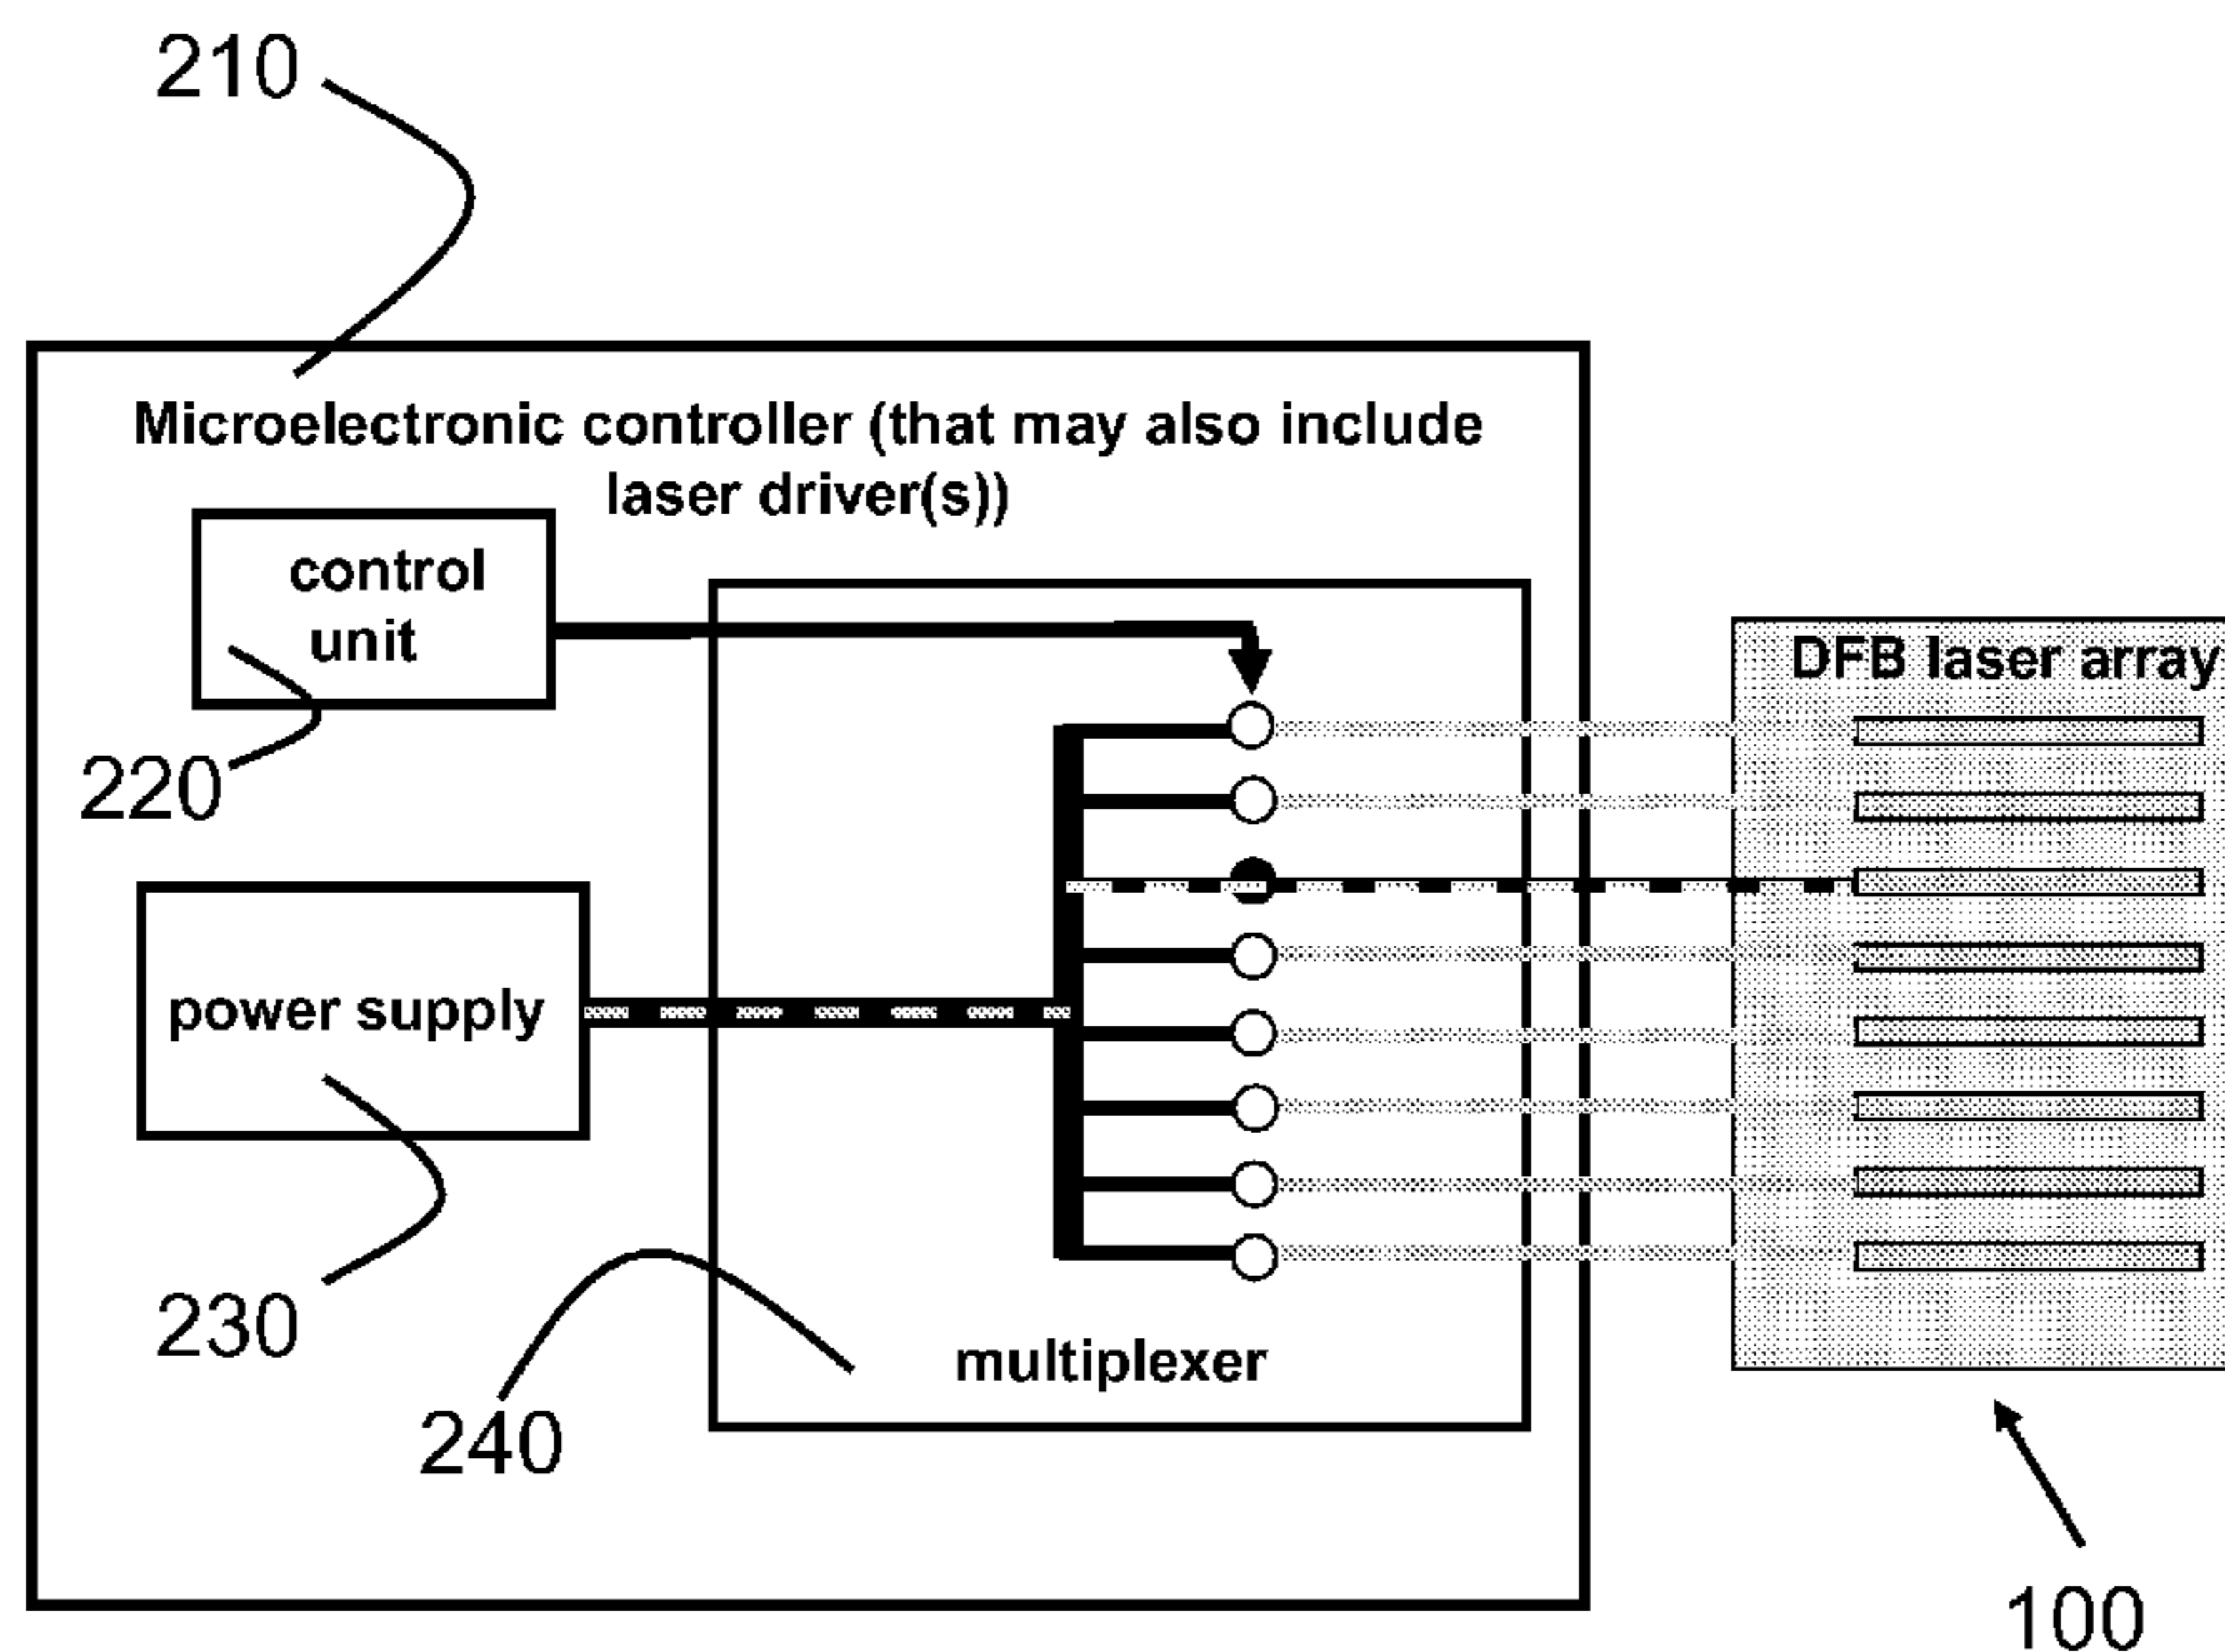 210
Microelectronic controller (that may also include
laser driver(s))
control
unit
DFB laser array
220
power supply
230
multiplexer
240
100